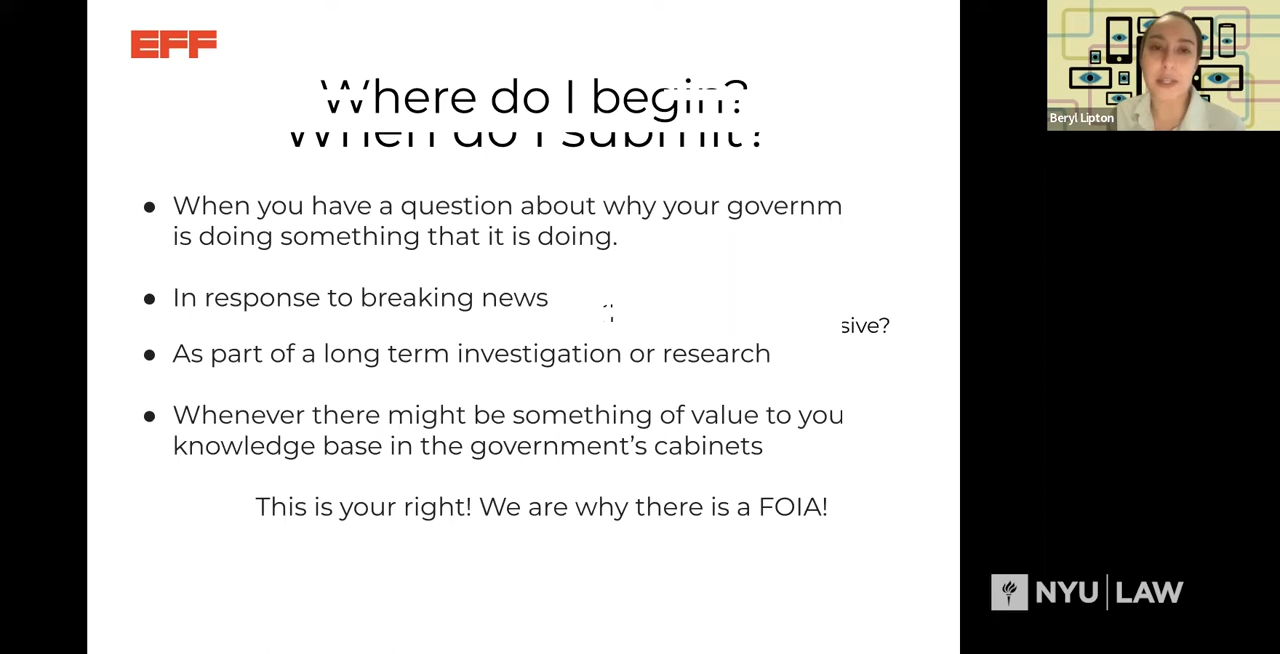 EFF
Where do I begin?
When do I submit?
● When you have a question about why your governm
is doing something that it is doing.
● In response to breaking news
sive?
● As part of a long term investigation or research
● Whenever there might be something of value to you
knowledge base in the government’s cabinets
This is your right! We are why there is a FOIA!
Beryl Lipton
NYU | LAW